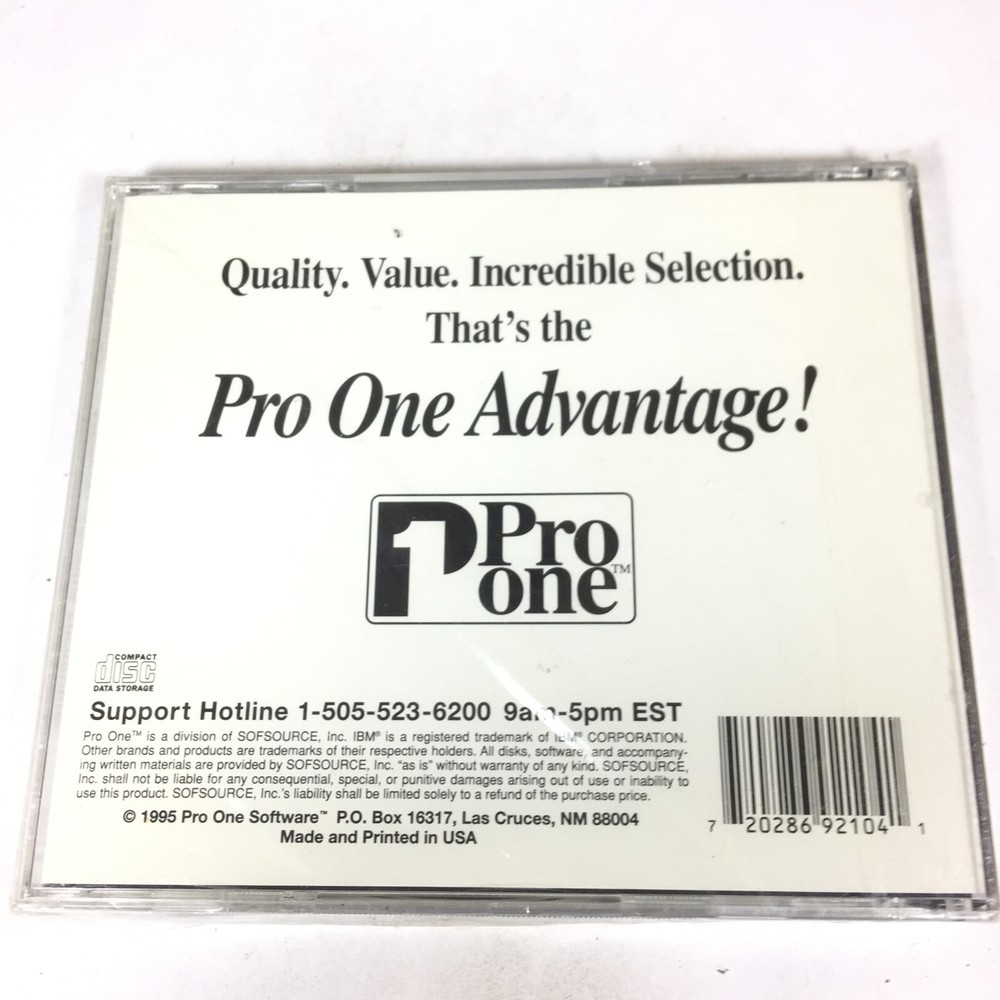 Quality. Value. Incredible Selection.
That's the
Pro One Advantage!
1 Pro
one™
COMPACT
disc
DATA STORAGE
Support Hotline 1-505-523-6200 9am-5pm EST
Pro One™ is a division of SOFSOURCE, Inc. IBM® is a registered trademark of IBM® CORPORATION.
Other brands and products are trademarks of their respective holders. All disks, software, and accompany-
ing written materials are provided by SOFSOURCE, Inc. "as is" without warranty of any kind. SOFSOURCE,
Inc. shall not be liable for any consequential, special, or punitive damages arising out of use or inability to
use this product. SOFSOURCE, Inc.'s liability shall be limited solely to a refund of the purchase price.
© 1995 Pro One Software™ P.O. Box 16317, Las Cruces, NM 88004
Made and Printed in USA
7 20286 92104 1